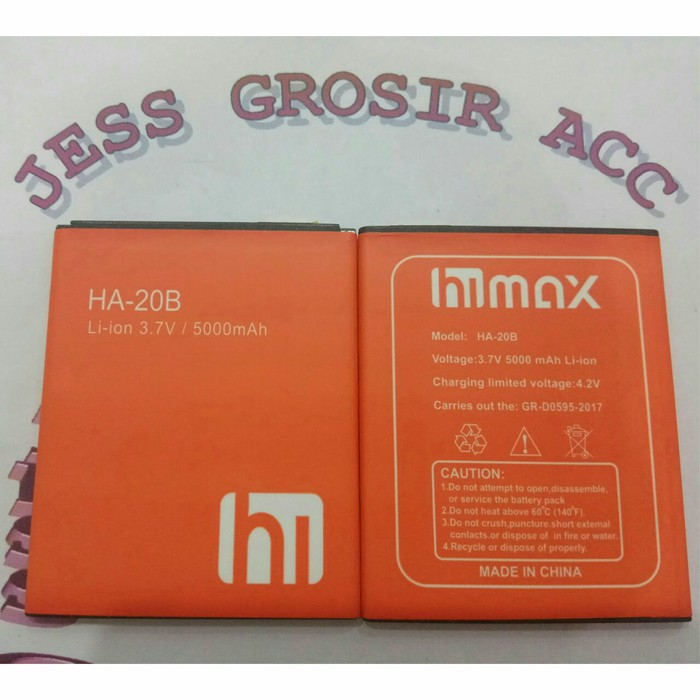 JESS GROSIR ACC
HA-20B
Li-ion 3.7V / 5000mAh
hi
himax
Model: HA-20B
Voltage:3.7V 5000 mAh Li-ion
Charging limited voltage:4.2V
Carries out the: GR-D0595-2017
CAUTION:
1.Do not attempt to open,disassemble,
or service the battery pack
2.Do not heat above 60°C (140°F).
3.Do not crush,puncture.short external
contacts.or dispose of in fire or water.
4.Recycle or dispose of properly.
MADE IN CHINA